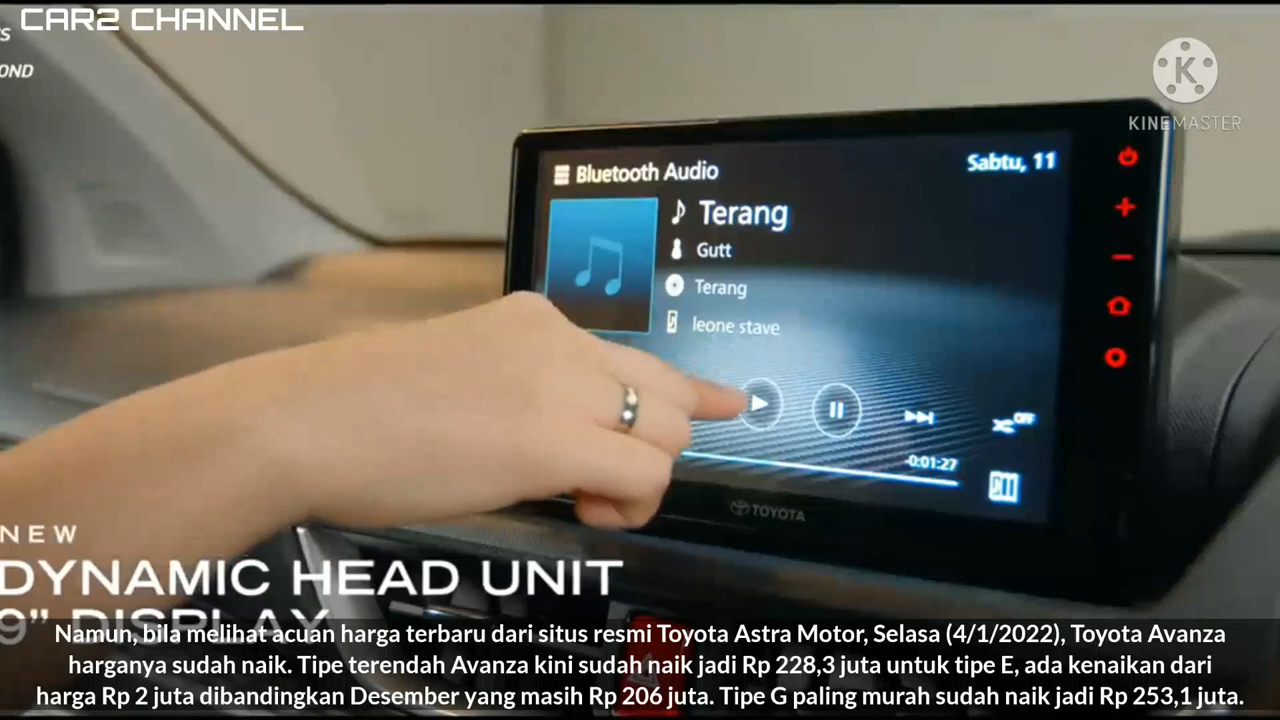 CAR2 CHANNEL
S
OND
KINEMASTER
Bluetooth Audio
Sabtu, 11
Terang
Gutt
Terang
leone stave
OFF
-0:01:27
TOYOTA
NEW
DYNAMIC HEAD UNIT
9" DISPLAY
Namun, bila melihat acuan harga terbaru dari situs resmi Toyota Astra Motor, Selasa (4/1/2022), Toyota Avanza
harganya sudah naik. Tipe terendah Avanza kini sudah naik jadi Rp 228,3 juta untuk tipe E, ada kenaikan dari
harga Rp 2 juta dibandingkan Desember yang masih Rp 206 juta. Tipe G paling murah sudah naik jadi Rp 253,1 juta.